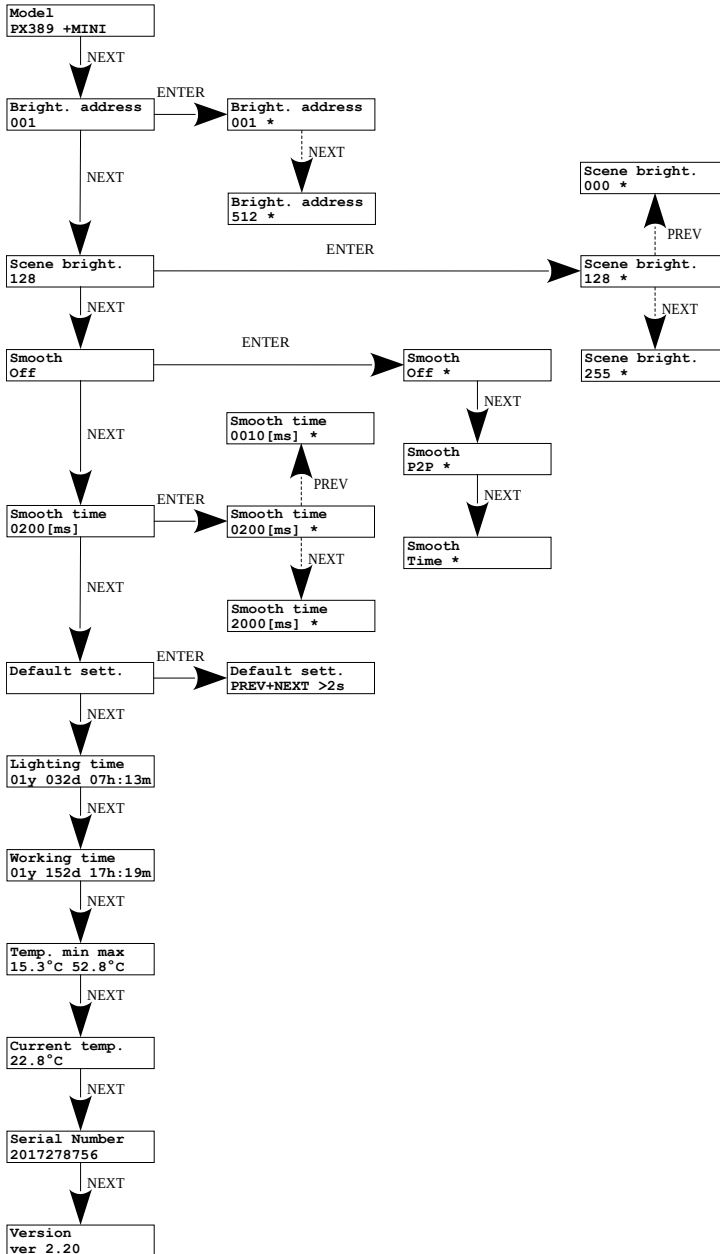 Model
PX389 +MINI
NEXT
Bright. address
001
ENTER
Bright. address
001 *
NEXT
Bright. address
512 *
NEXT
Scene bright.
128
ENTER
Scene bright.
000 *
PREV
Scene bright.
128 *
NEXT
Scene bright.
255 *
NEXT
Smooth
Off
ENTER
Smooth
Off *
NEXT
Smooth
P2P *
NEXT
Smooth
Time *
NEXT
Smooth time
0200[ms]
ENTER
Smooth time
0010[ms] *
PREV
Smooth time
0200[ms] *
NEXT
Smooth time
2000[ms] *
NEXT
Default sett.
ENTER
Default sett.
PREV+NEXT >2s
NEXT
Lighting time
01y 032d 07h:13m
NEXT
Working time
01y 152d 17h:19m
NEXT
Temp. min max
15.3°C 52.8°C
NEXT
Current temp.
22.8°C
NEXT
Serial Number
2017278756
NEXT
Version
ver 2.20